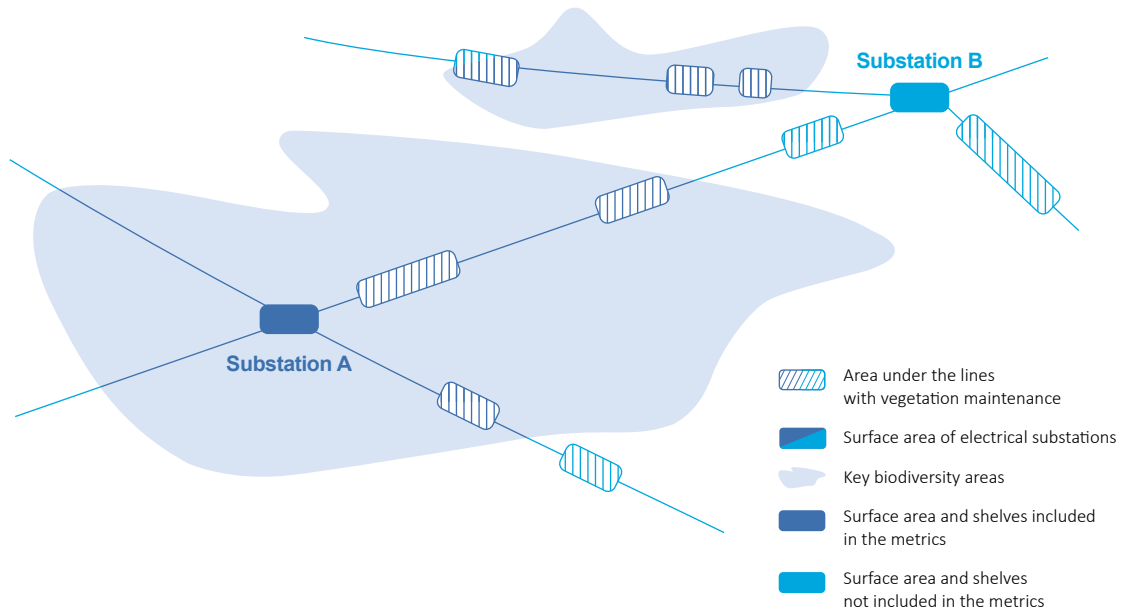 Substation B
Substation A
Area under the lines
with vegetation maintenance
Surface area of electrical substations
Key biodiversity areas
Surface area and shelves included
in the metrics
Surface area and shelves
not included in the metrics